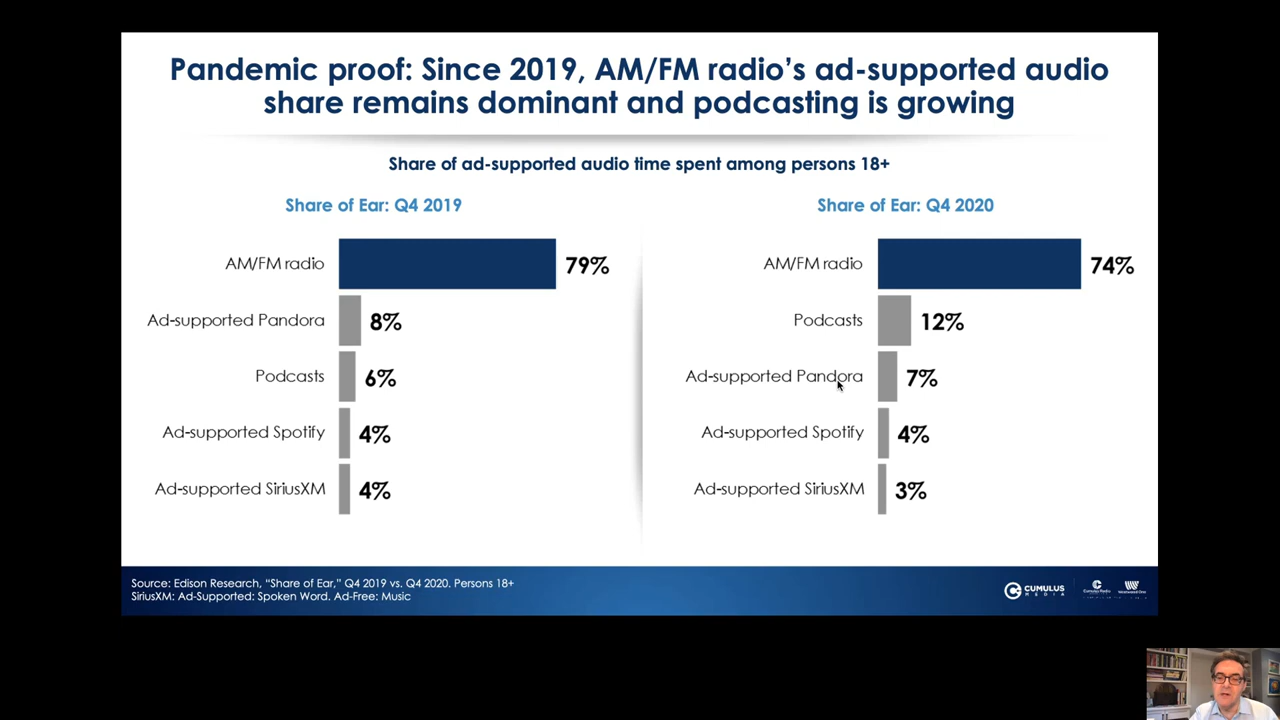 Pandemic proof: Since 2019, AM/FM radio's ad-supported audio
share remains dominant and podcasting is growing
Share of ad-supported audio time spent among persons 18+
Share of Ear: Q4 2019
AM/FM radio 79%
Ad-supported Pandora 8%
Podcasts 6%
Ad-supported Spotify 4%
Ad-supported SiriusXM 4%
Share of Ear: Q4 2020
AM/FM radio 74%
Podcasts 12%
Ad-supported Pandora 7%
Ad-supported Spotify 4%
Ad-supported SiriusXM 3%
Source: Edison Research, "Share of Ear," Q4 2019 vs. Q4 2020. Persons 18+
SiriusXM: Ad-Supported: Spoken Word. Ad-Free: Music
CUMULUS
MEDIA
Cumulus Radio
Westwood One